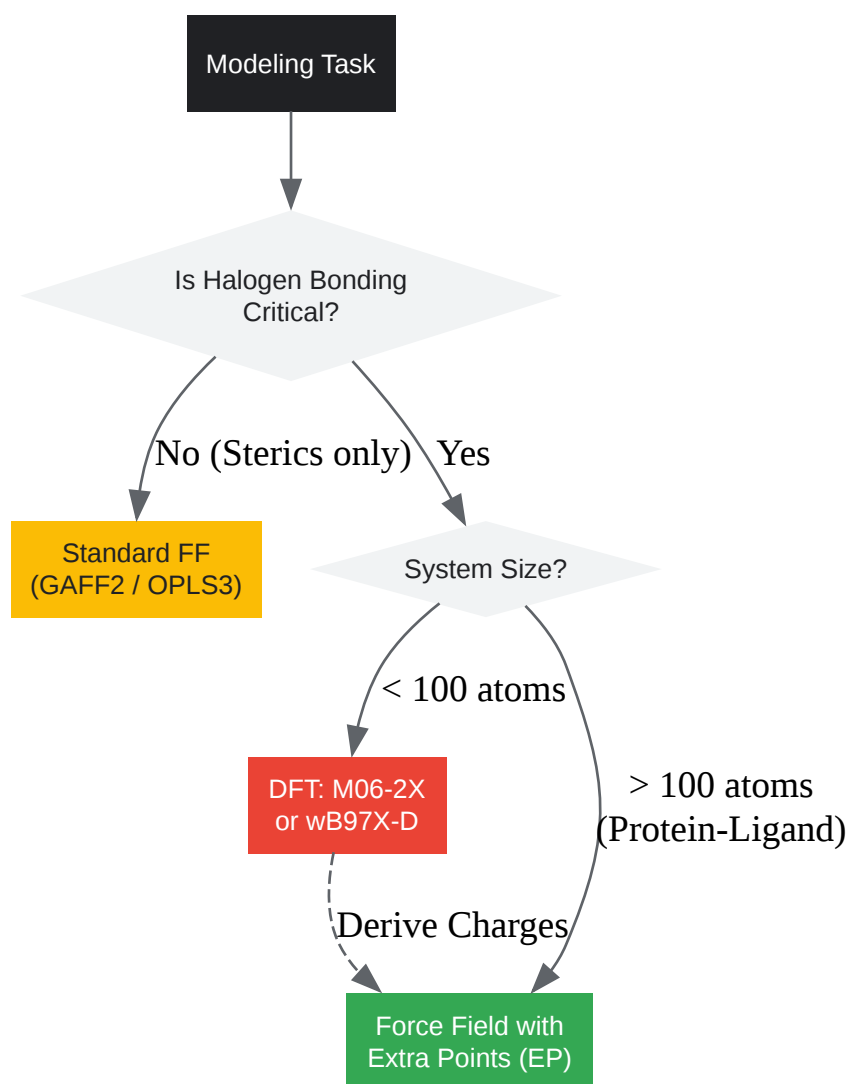 Modeling Task
Is Halogen Bonding
Critical?
No (Sterics only)
Yes
Standard FF
(GAFF2 / OPLS3)
System Size?
< 100 atoms
> 100 atoms
(Protein-Ligand)
DFT: M06-2X
or wB97X-D
Derive Charges
Force Field with
Extra Points (EP)